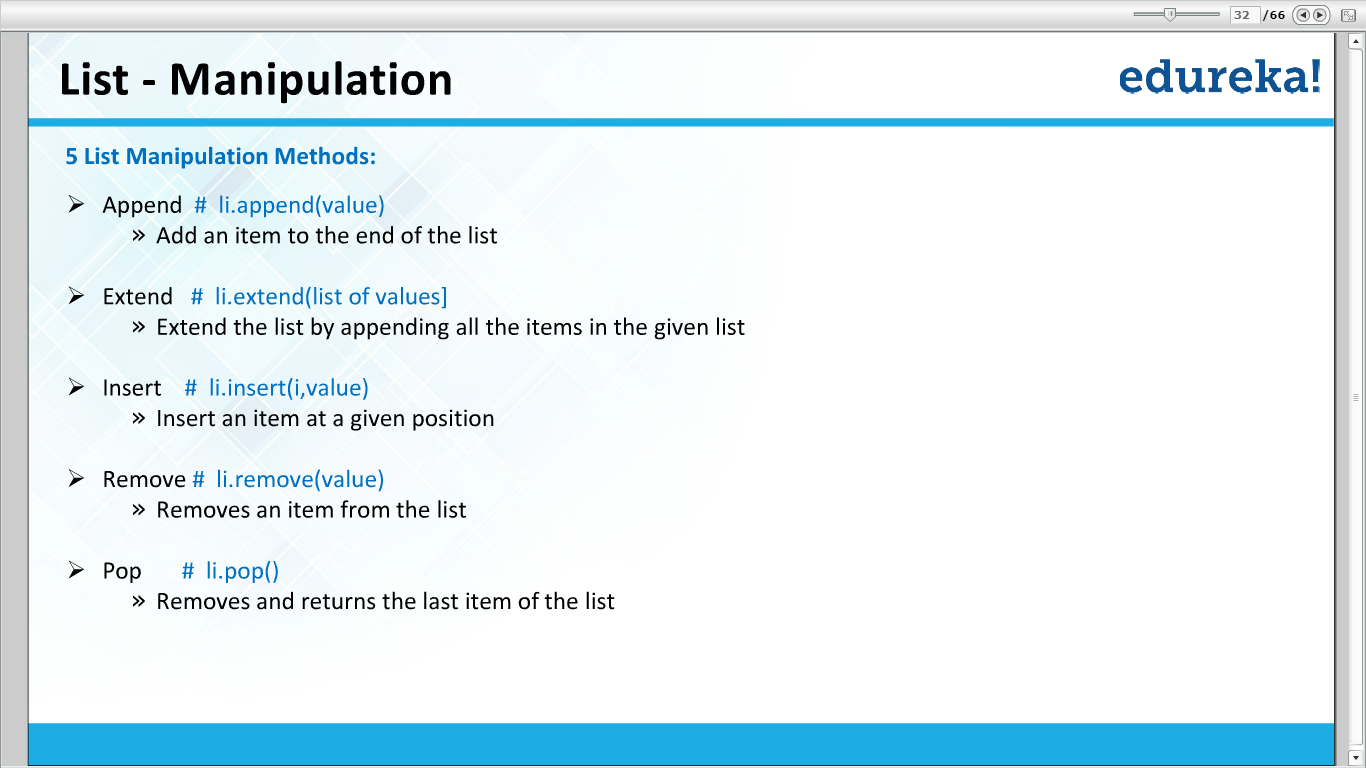 32 /66
List - Manipulation
edureka!
5 List Manipulation Methods:
➢ Append # li.append(value)
» Add an item to the end of the list
➢ Extend # li.extend(list of values]
» Extend the list by appending all the items in the given list
➢ Insert # li.insert(i,value)
» Insert an item at a given position
➢ Remove # li.remove(value)
» Removes an item from the list
➢ Pop # li.pop()
» Removes and returns the last item of the list